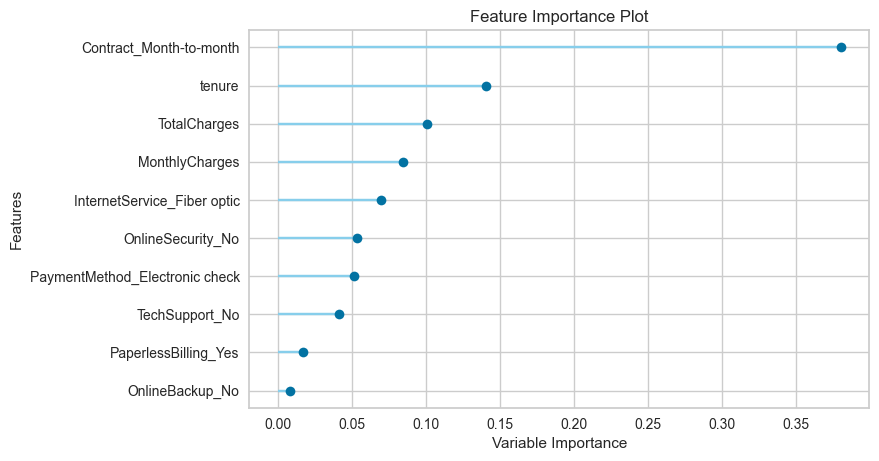 Feature Importance Plot
Contract_Month-to-month
tenure
TotalCharges
MonthlyCharges
InternetService_Fiber optic
OnlineSecurity_No
PaymentMethod_Electronic check
TechSupport_No
PaperlessBilling_Yes
OnlineBackup_No
Features
0.00 0.05 0.10 0.15 0.20 0.25 0.30 0.35
Variable Importance